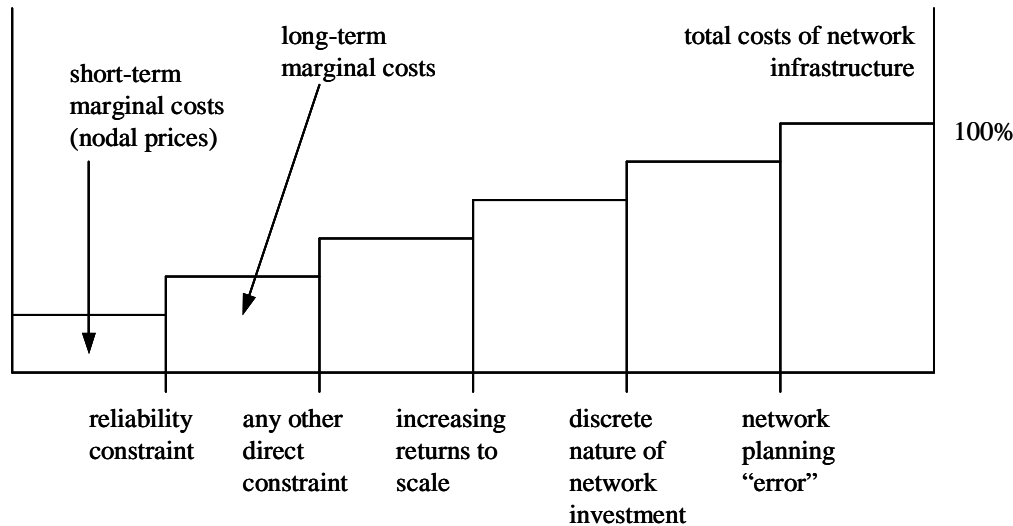 short-term
marginal costs
(nodal prices)
long-term
marginal costs
total costs of network
infrastructure
100%
reliability
constraint
any other
direct
constraint
increasing
returns to
scale
discrete
nature of
network
investment
network
planning
“error”